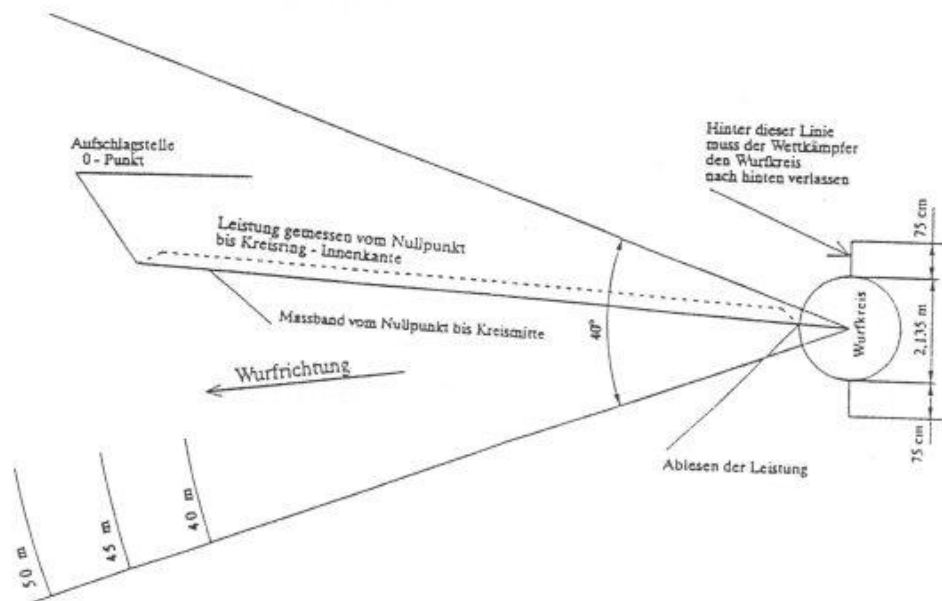 Aufschlagstelle
0 - Punkt
Hinter dieser Linie
muss der Wettkämpfer
den Wurfkreis
nach hinten verlassen
75 cm
Leistung gemessen vom Nullpunkt
bis Kreisring - Innenkante
Massband vom Nullpunkt bis Kreismitte
40°
Wurfkreis
2,135 m
Wurfrichtung
75 cm
Ablesen der Leistung
50 m
45 m
40 m